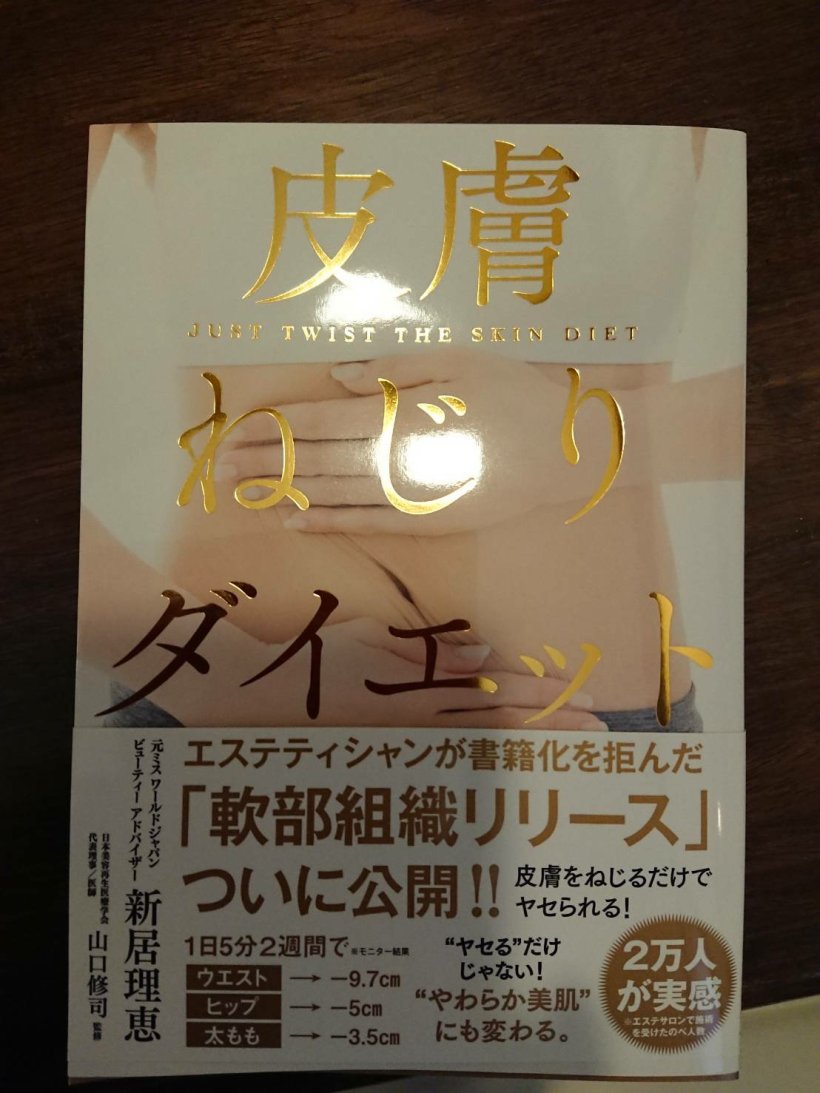 皮膚
JUST TWIST THE SKIN DIET
ねじり
ダイエット
エステティシャンが書籍化を拒んだ
「軟部組織リリース」
ついに公開!!
皮膚をねじるだけで
ヤセられる!
元ミス ワールドジャパン
ビューティー アドバイザー
新居理恵
日本美容再生医療学会
代表理事/医師
山口修司 監修
1日5分2週間で ※モニター結果
ウエスト → −9.7cm
ヒップ → −5cm
太もも → −3.5cm
“ヤセる”だけ
じゃない!
“やわらか美肌”
にも変わる。
2万人
が実感
※エステサロンで施術
を受けたのべ人数